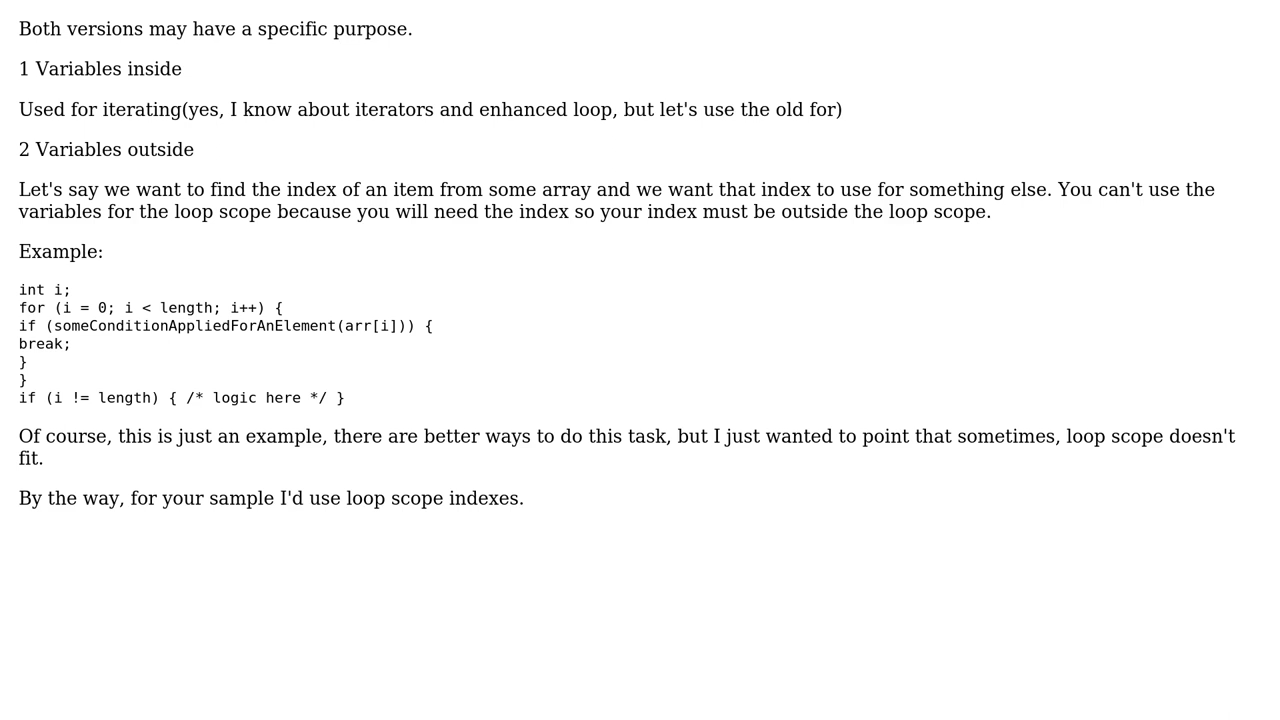 Both versions may have a specific purpose.
1 Variables inside
Used for iterating(yes, I know about iterators and enhanced loop, but let's use the old for)
2 Variables outside
Let's say we want to find the index of an item from some array and we want that index to use for something else. You can't use the
variables for the loop scope because you will need the index so your index must be outside the loop scope.
Example:
int i;
for (i = 0; i < length; i++) {
if (someConditionAppliedForAnElement(arr[i])) {
break;
}
}
if (i != length) { /* logic here */ }
Of course, this is just an example, there are better ways to do this task, but I just wanted to point that sometimes, loop scope doesn't
fit.
By the way, for your sample I'd use loop scope indexes.